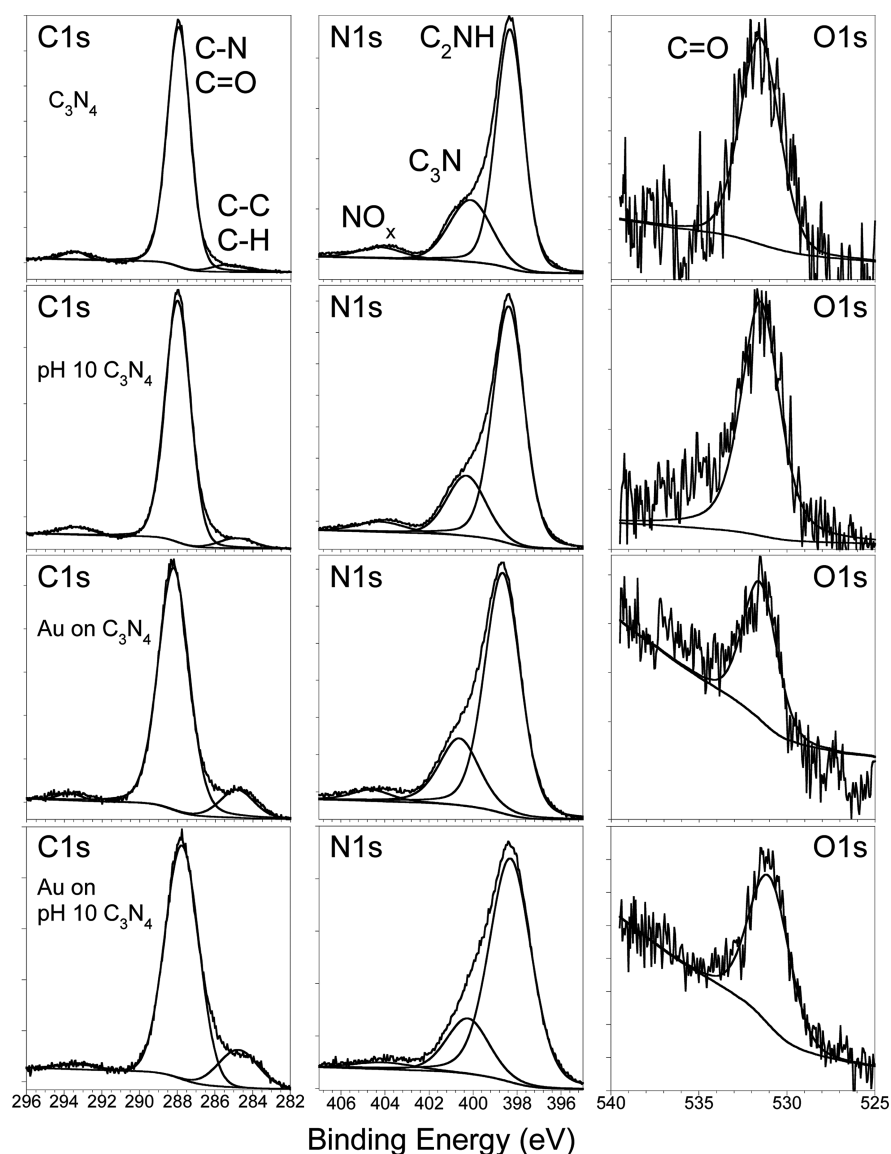 C1s
C-N
C=O
C₃N₄
C-C
C-H
N1s
C₂NH
C₃N
NOₓ
C=O
O1s
C1s
pH 10 C₃N₄
N1s
O1s
C1s
Au on C₃N₄
N1s
O1s
C1s
Au on
pH 10 C₃N₄
N1s
O1s
296 294 292 290 288 286 284 282
406 404 402 400 398 396
540 535 530 525
Binding Energy (eV)